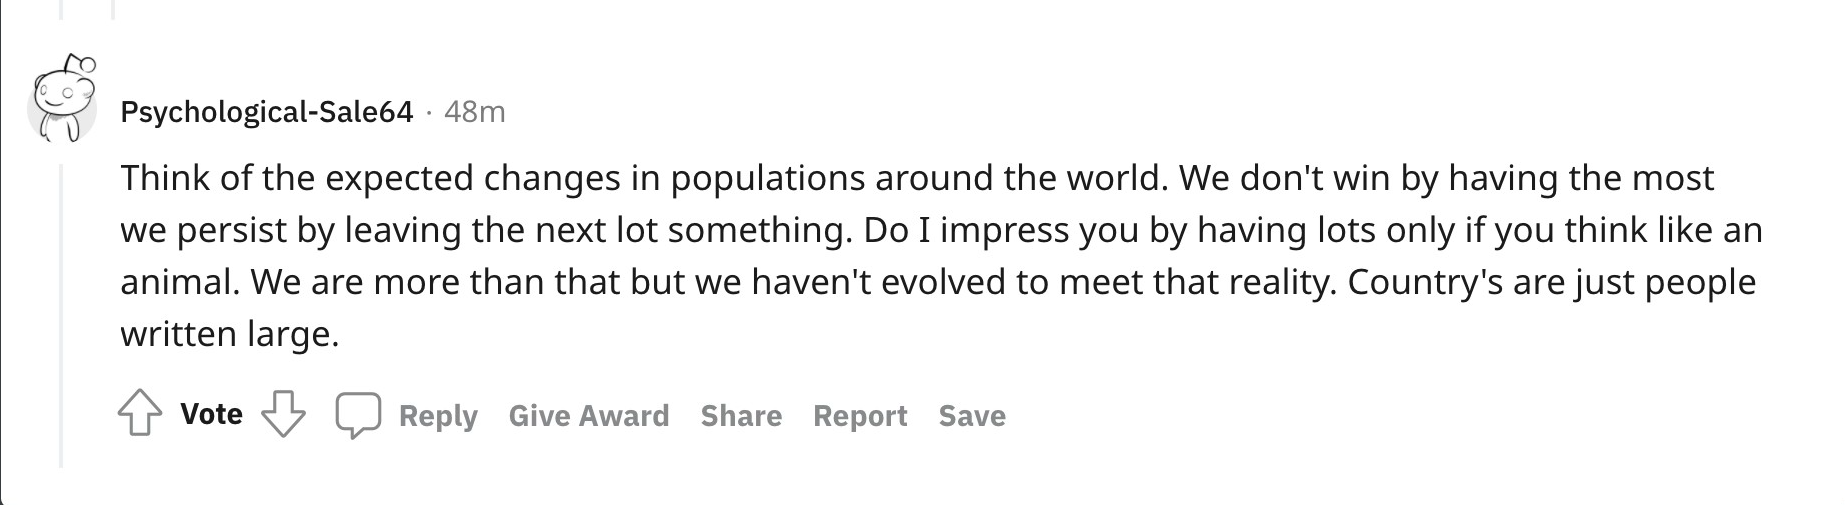 Psychological-Sale64 · 48m
Think of the expected changes in populations around the world. We don't win by having the most
we persist by leaving the next lot something. Do I impress you by having lots only if you think like an
animal. We are more than that but we haven't evolved to meet that reality. Country's are just people
written large.
Vote Reply Give Award Share Report Save